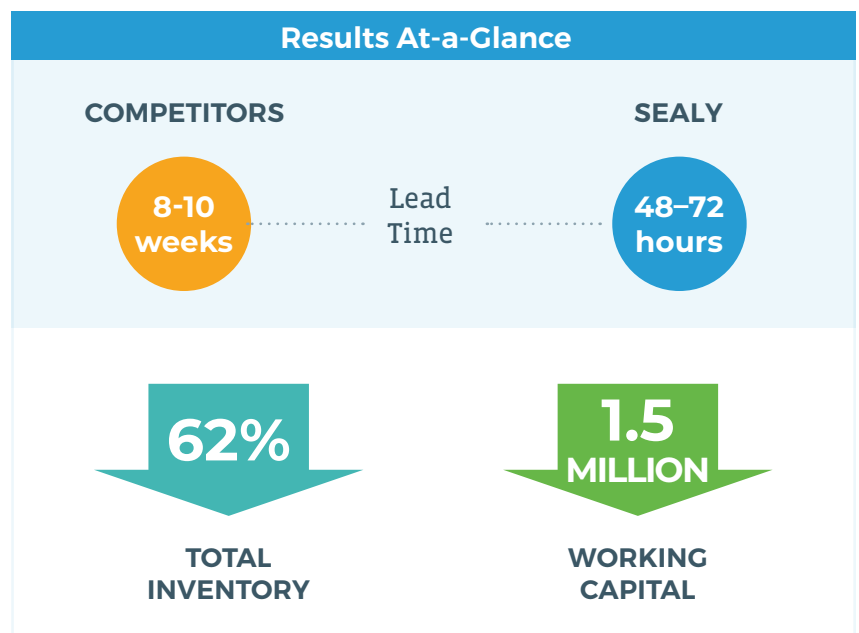 Results At-a-Glance
COMPETITORS
SEALY
8-10
weeks
Lead
Time
48–72
hours
62%
1.5
MILLION
TOTAL
INVENTORY
WORKING
CAPITAL